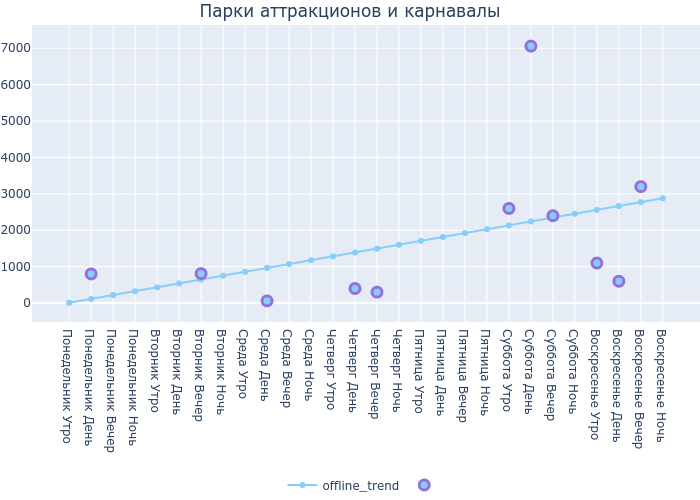 Парки аттракционов и карнавалы
7000
6000
5000
4000
3000
2000
1000
0
Понедельник Утро
Понедельник День
Понедельник Вечер
Понедельник Ночь
Вторник Утро
Вторник День
Вторник Вечер
Вторник Ночь
Среда Утро
Среда День
Среда Вечер
Среда Ночь
Четверг Утро
Четверг День
Четверг Вечер
Четверг Ночь
Пятница Утро
Пятница День
Пятница Вечер
Пятница Ночь
Суббота Утро
Суббота День
Суббота Вечер
Суббота Ночь
Воскресенье Утро
Воскресенье День
Воскресенье Вечер
Воскресенье Ночь
offline_trend